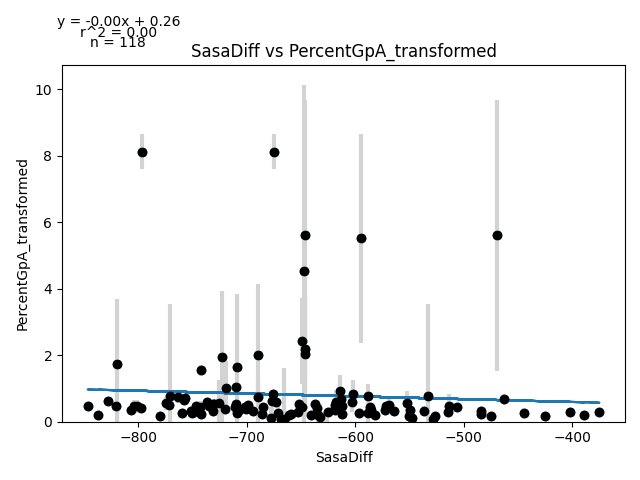 y = -0.00x + 0.26
r^2 = 0.00
n = 118
SasaDiff vs PercentGpA_transformed
10
8
6
4
2
0
PercentGpA_transformed
−800
−700
−600
−500
−400
SasaDiff